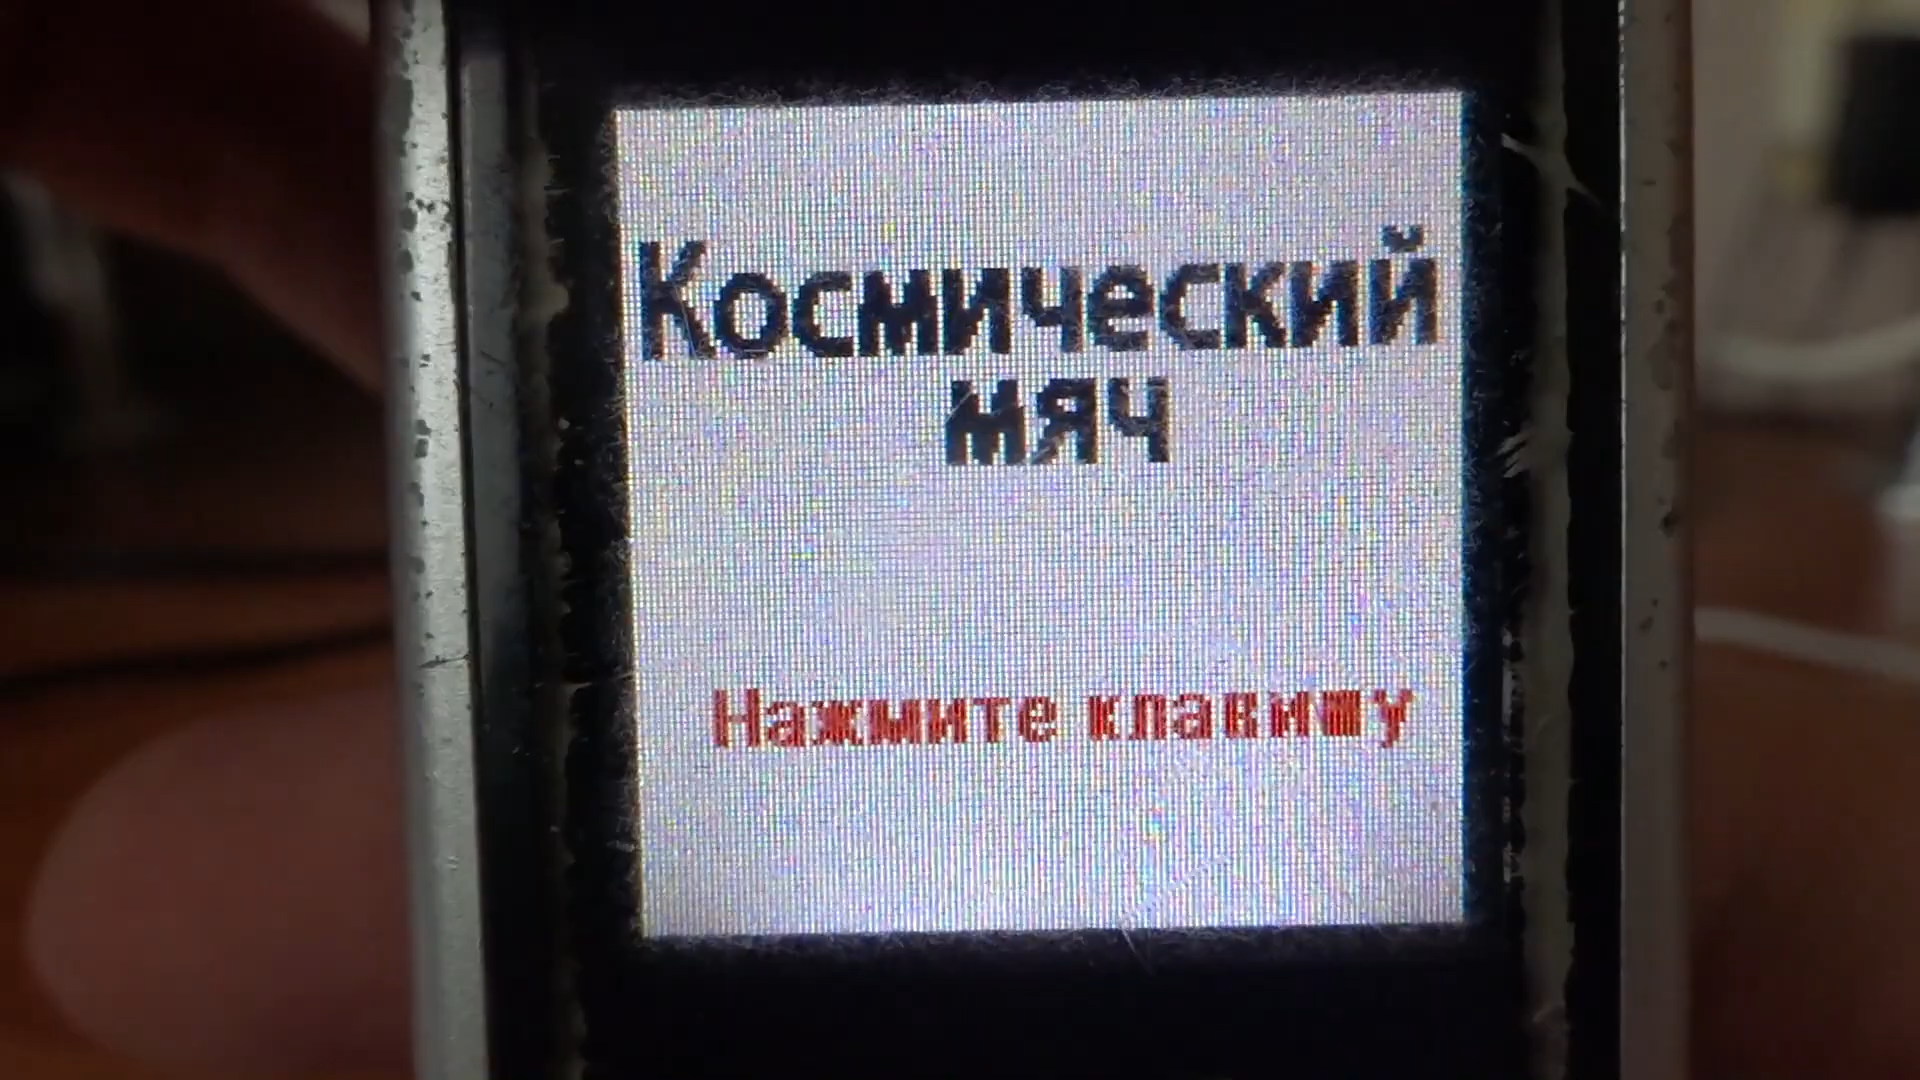 Космический
мяч
Нажмите клавишу